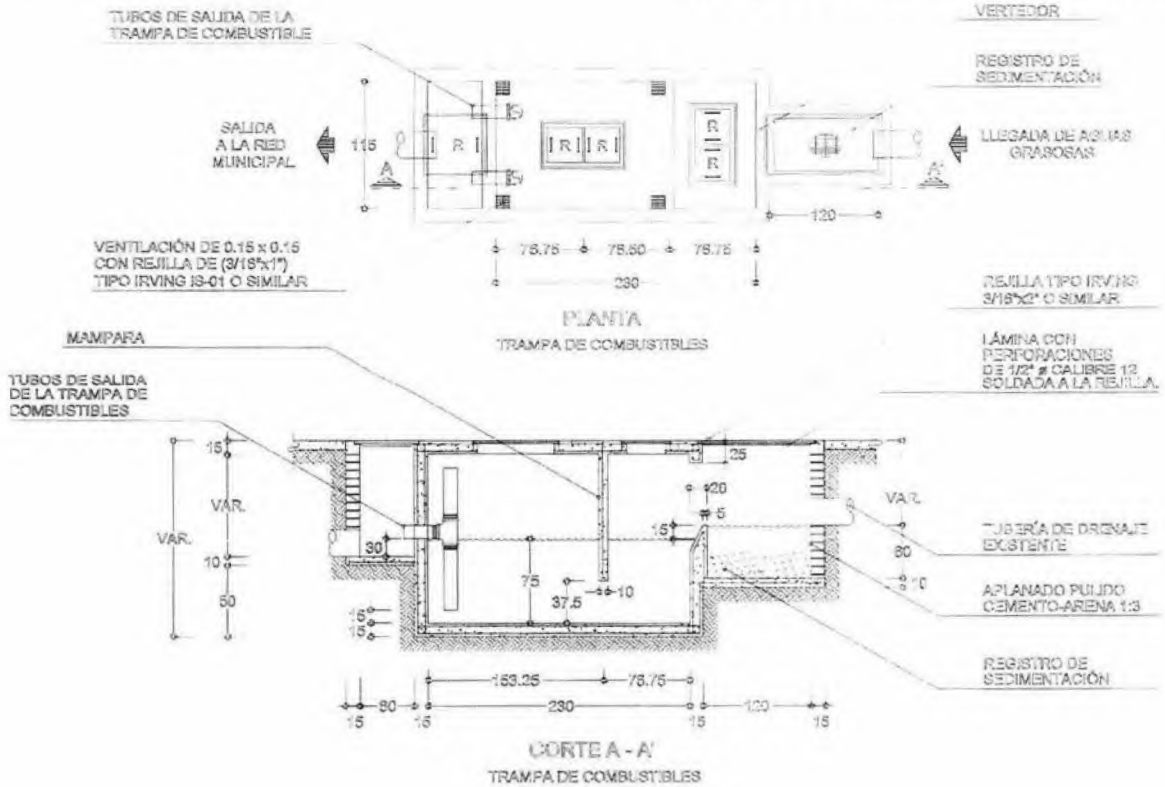 TUBOS DE SALIDA DE LA
TRAMPA DE COMBUSTIBLE
VERTEDOR
REGISTRO DE
SEDIMENTACIÓN
SALIDA
A LA RED
MUNICIPAL
115
A
I R I
I R I I R I
R
R
A'
LLEGADA DE AGUAS
GRASOSAS
120
76.75
76.50
76.75
230
VENTILACIÓN DE 0.15 x 0.15
CON REJILLA DE (3/16"x1")
TIPO IRVING IS-01 O SIMILAR
PLANTA
TRAMPA DE COMBUSTIBLES
REJILLA TIPO IRVING
3/16"x2" O SIMILAR
MAMPARA
LÁMINA CON
PERFORACIONES
DE 1/2" ø CALIBRE 12
SOLDADA A LA REJILLA.
TUBOS DE SALIDA
DE LA TRAMPA DE
COMBUSTIBLES
15
VAR.
VAR.
10
50
30
15
15
75
37.5
10
25
20
5
15
VAR.
60
10
TUBERÍA DE DRENAJE
EXISTENTE
APLANADO PULIDO
CEMENTO-ARENA 1:3
REGISTRO DE
SEDIMENTACIÓN
153.25
76.75
15
60
15
230
15
120
15
CORTE A - A'
TRAMPA DE COMBUSTIBLES